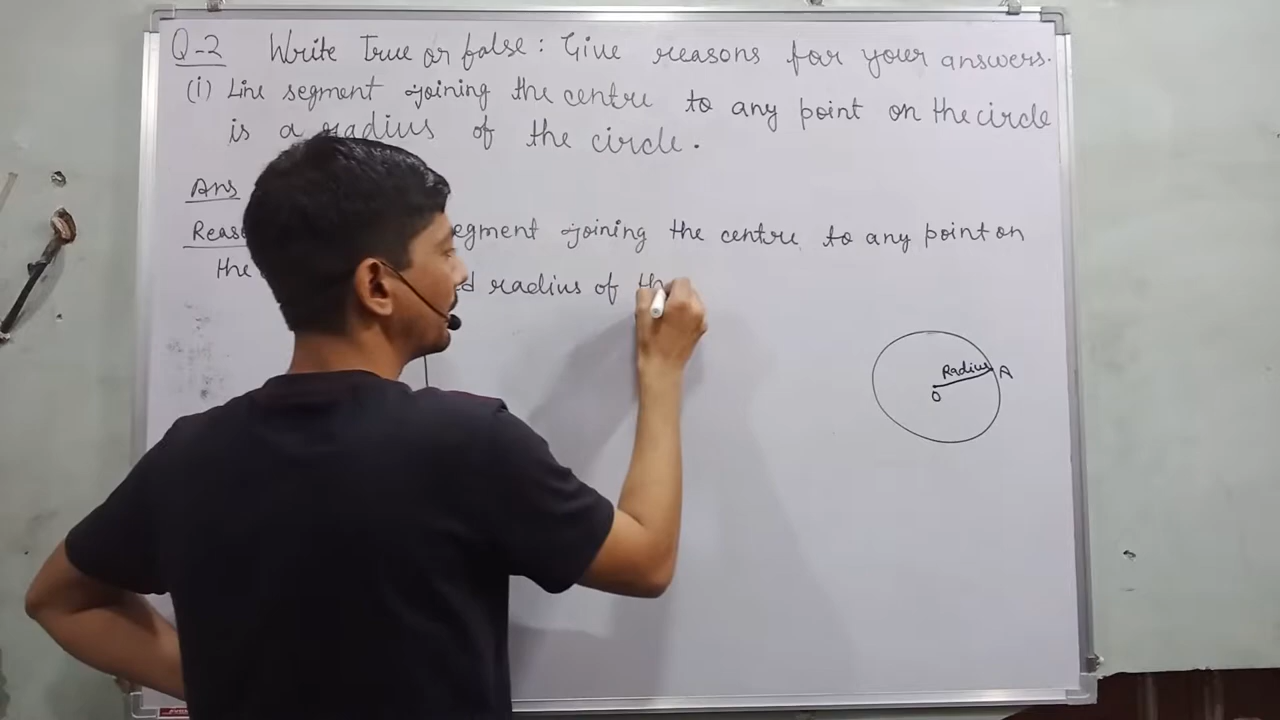 Q-2 Write True or false: Give reasons for your answers.
(i) Line segment joining the centre to any point on the circle
is a radius of the circle.
Ans
Reas egment joining the centre to any point on
the d radius of th
Radius A
O